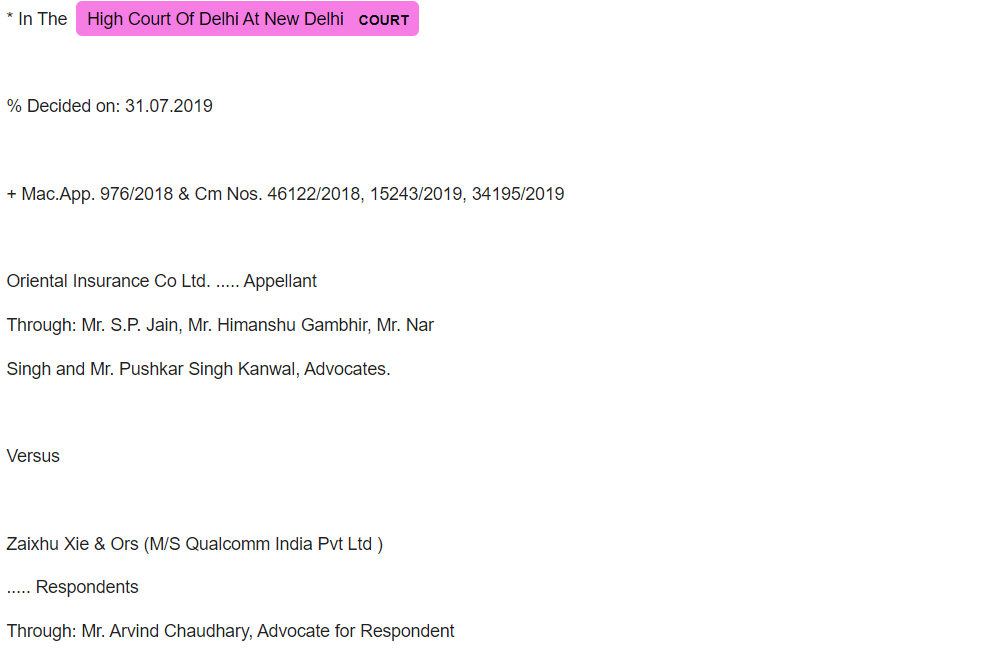 * In The High Court Of Delhi At New Delhi COURT
% Decided on: 31.07.2019
+ Mac.App. 976/2018 & Cm Nos. 46122/2018, 15243/2019, 34195/2019
Oriental Insurance Co Ltd. ..... Appellant
Through: Mr. S.P. Jain, Mr. Himanshu Gambhir, Mr. Nar
Singh and Mr. Pushkar Singh Kanwal, Advocates.
Versus
Zaixhu Xie & Ors (M/S Qualcomm India Pvt Ltd )
..... Respondents
Through: Mr. Arvind Chaudhary, Advocate for Respondent